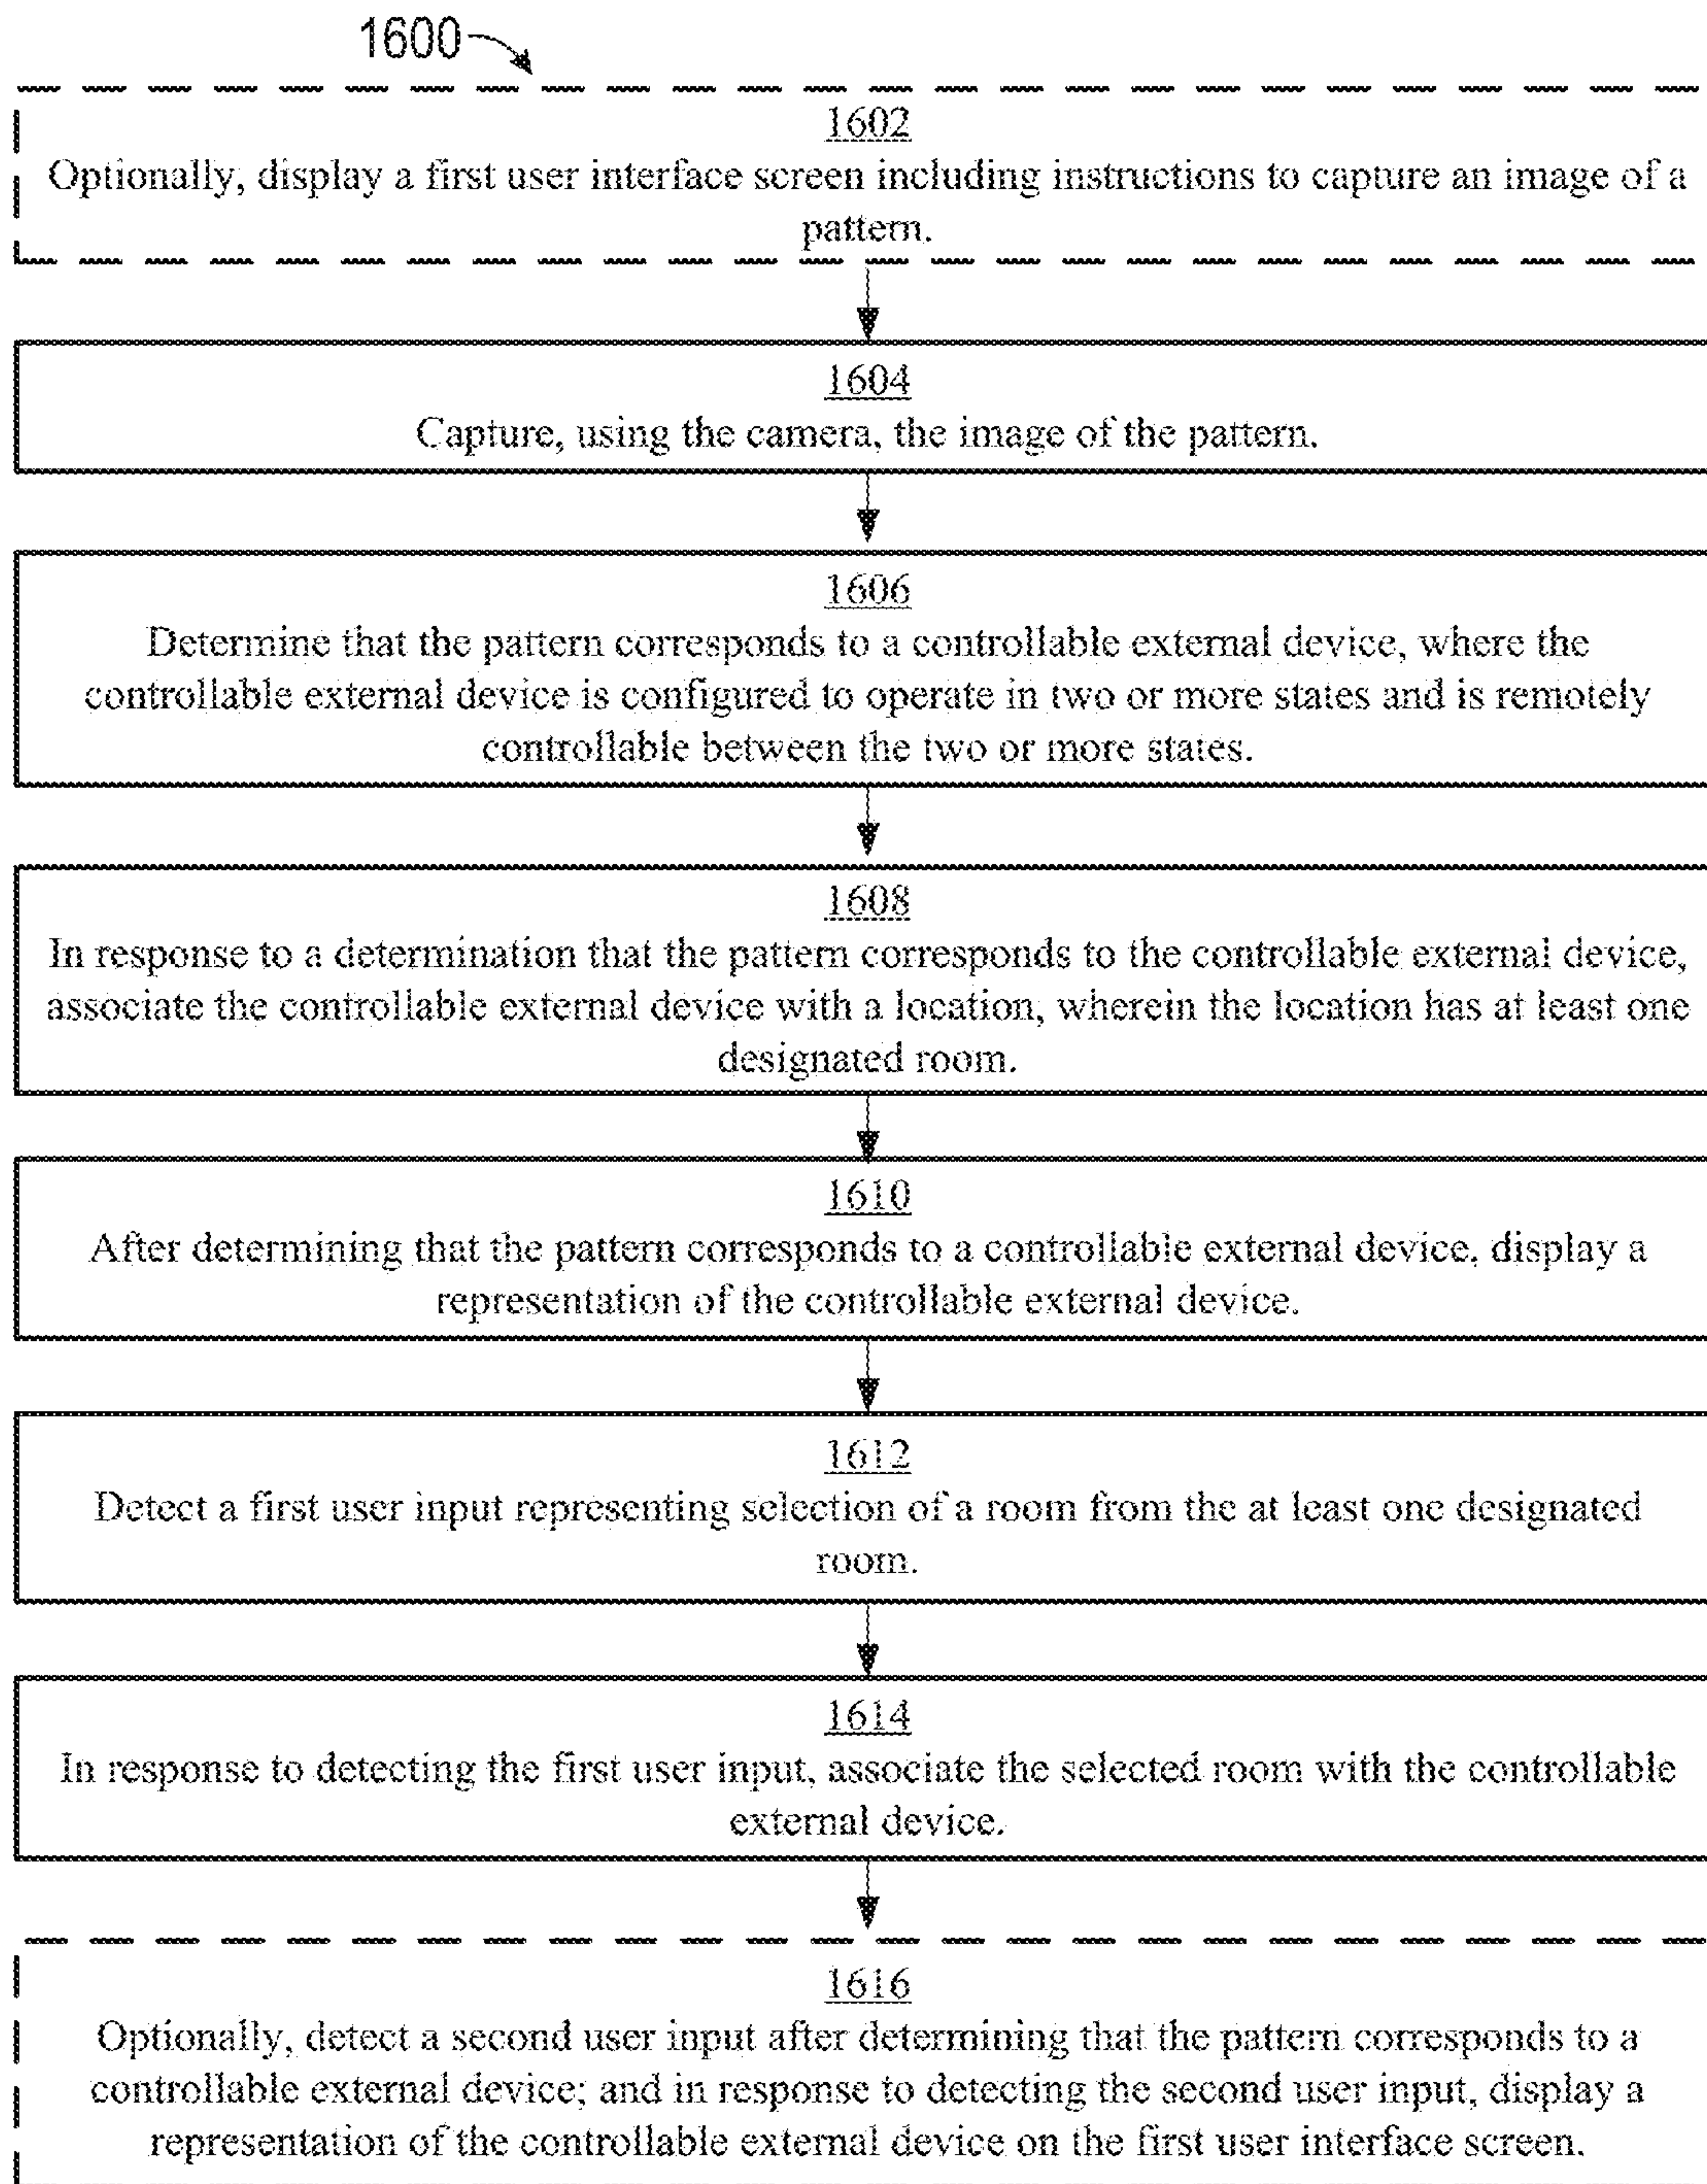 1600
1602
Optionally, display a first user interface screen including instructions to capture an image of a
pattern.
1604
Capture, using the camera, the image of the pattern.
1606
Determine that the pattern corresponds to a controllable external device, where the
controllable external device is configured to operate in two or more states and is remotely
controllable between the two or more states.
1608
In response to a determination that the pattern corresponds to the controllable external device,
associate the controllable external device with a location, wherein the location has at least one
designated room.
1610
After determining that the pattern corresponds to a controllable external device, display a
representation of the controllable external device.
1612
Detect a first user input representing selection of a room from the at least one designated
room.
1614
In response to detecting the first user input, associate the selected room with the controllable
external device.
1616
Optionally, detect a second user input after determining that the pattern corresponds to a
controllable external device; and in response to detecting the second user input, display a
representation of the controllable external device on the first user interface screen.